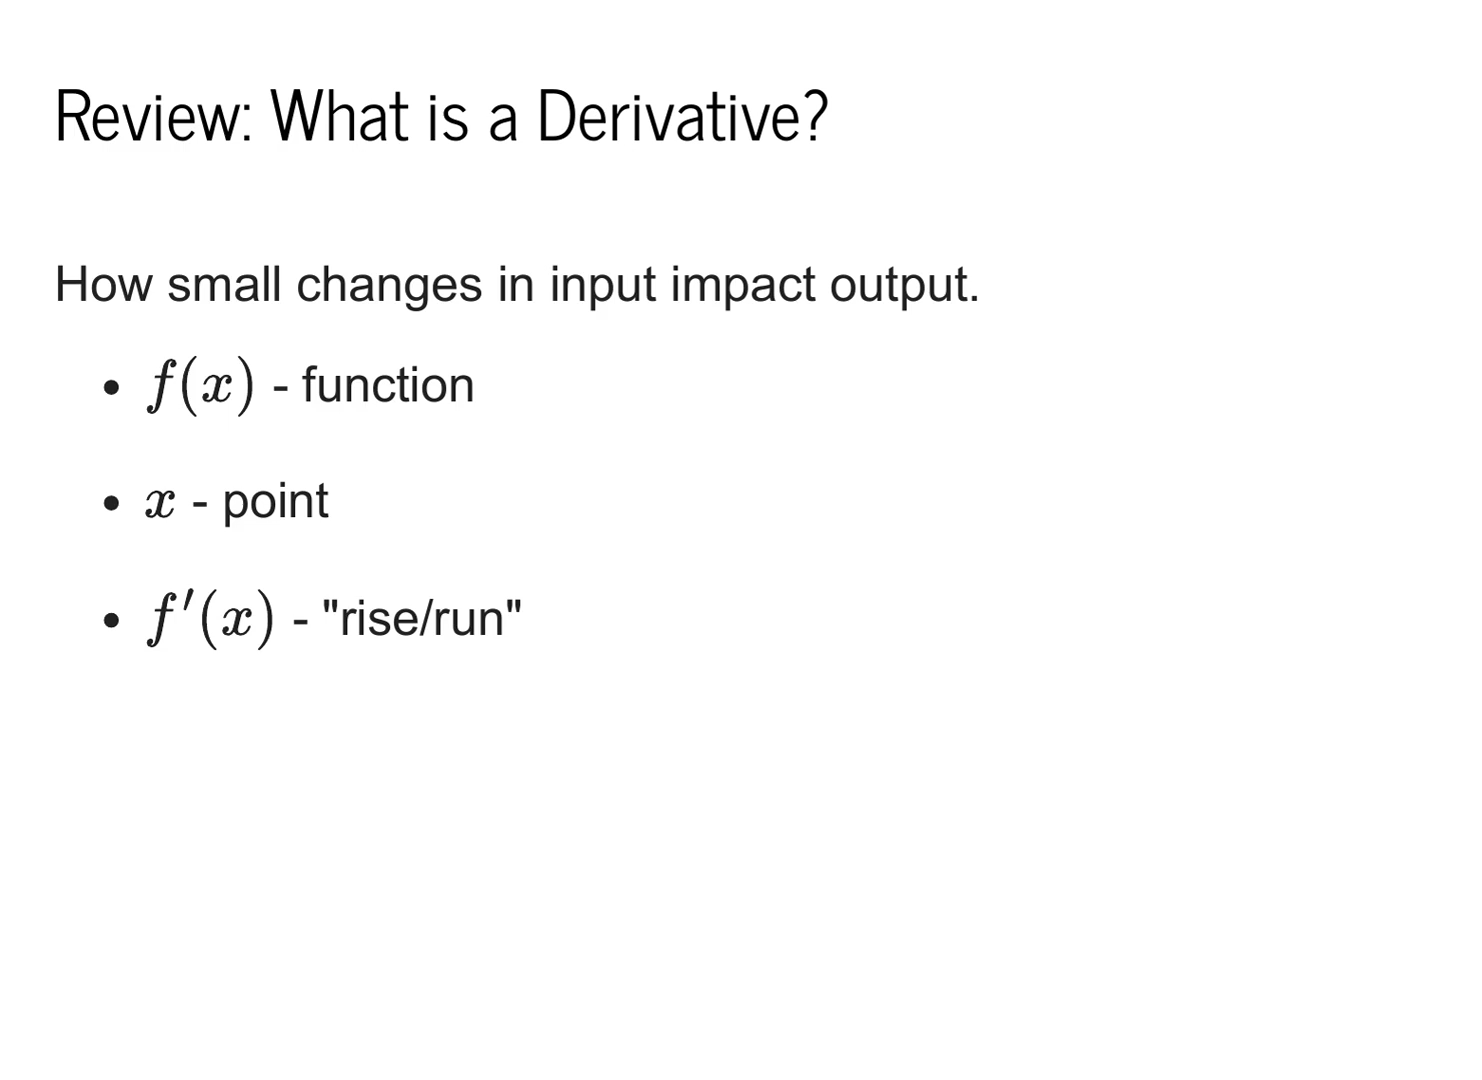 Review: What is a Derivative?
How small changes in input impact output.
• f(x) - function
• x - point
• f′(x) - "rise/run"